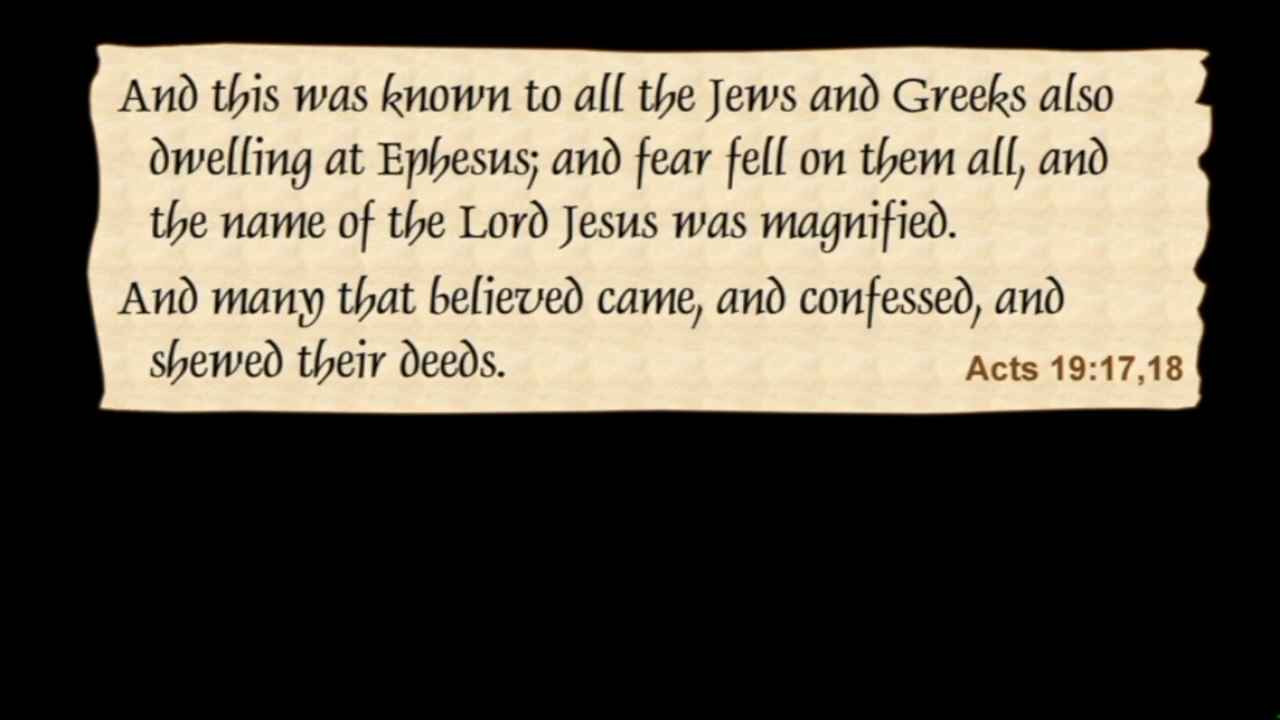 And this was known to all the Jews and Greeks also
dwelling at Ephesus; and fear fell on them all, and
the name of the Lord Jesus was magnified.
And many that believed came, and confessed, and
shewed their deeds.
Acts 19:17,18